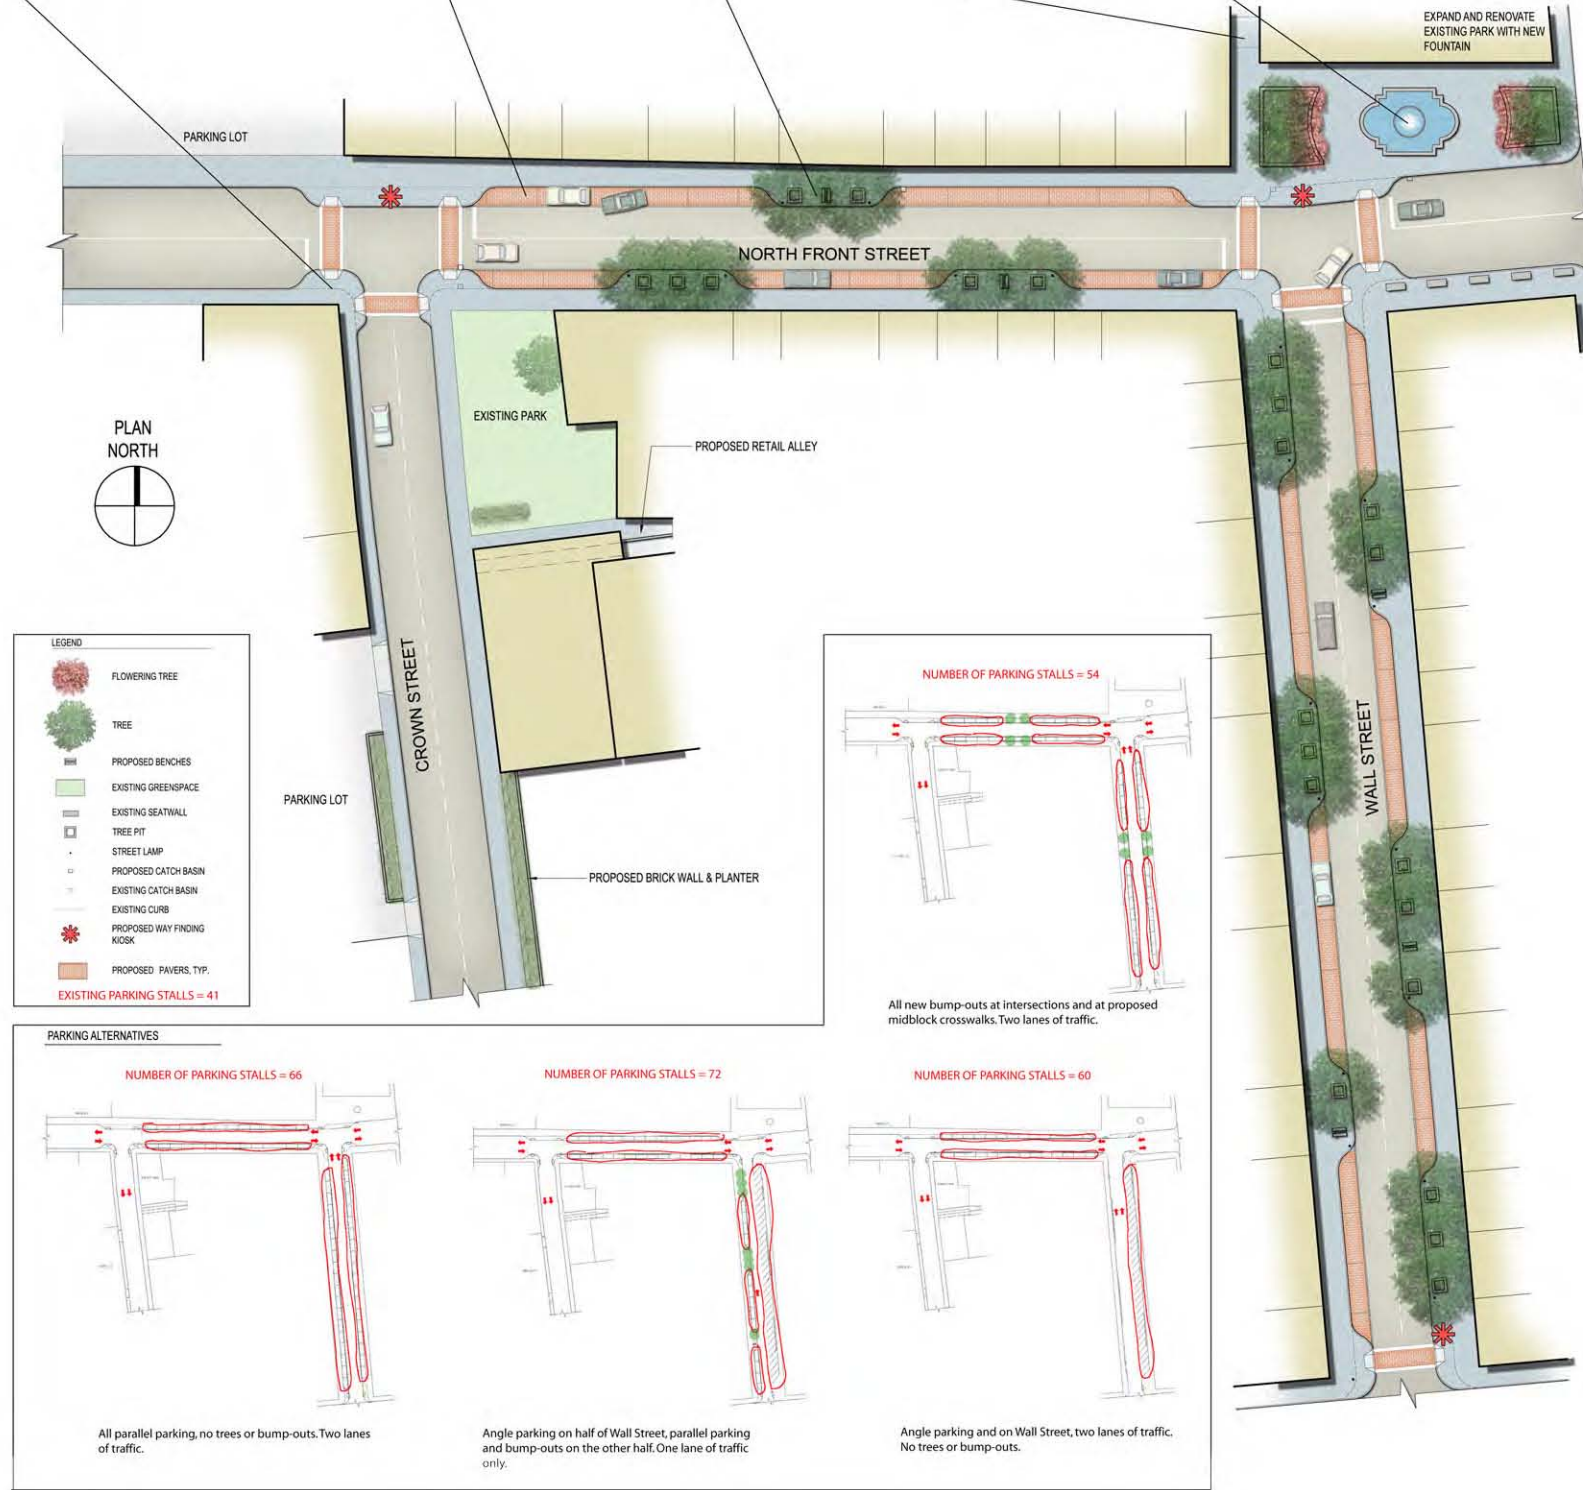 EXPAND AND RENOVATE
EXISTING PARK WITH NEW
FOUNTAIN
PARKING LOT
NORTH FRONT STREET
PLAN
NORTH
EXISTING PARK
PROPOSED RETAIL ALLEY
CROWN STREET
WALL STREET
PARKING LOT
PROPOSED BRICK WALL & PLANTER
LEGEND
FLOWERING TREE
TREE
PROPOSED BENCHES
EXISTING GREENSPACE
EXISTING SEATWALL
TREE PIT
STREET LAMP
PROPOSED CATCH BASIN
EXISTING CATCH BASIN
EXISTING CURB
PROPOSED WAY FINDING
KIOSK
PROPOSED PAVERS, TYP.
EXISTING PARKING STALLS = 41
NUMBER OF PARKING STALLS = 54
All new bump-outs at intersections and at proposed
midblock crosswalks. Two lanes of traffic.
PARKING ALTERNATIVES
NUMBER OF PARKING STALLS = 66
All parallel parking, no trees or bump-outs. Two lanes
of traffic.
NUMBER OF PARKING STALLS = 72
Angle parking on half of Wall Street, parallel parking
and bump-outs on the other half. One lane of traffic
only.
NUMBER OF PARKING STALLS = 60
Angle parking and on Wall Street, two lanes of traffic.
No trees or bump-outs.